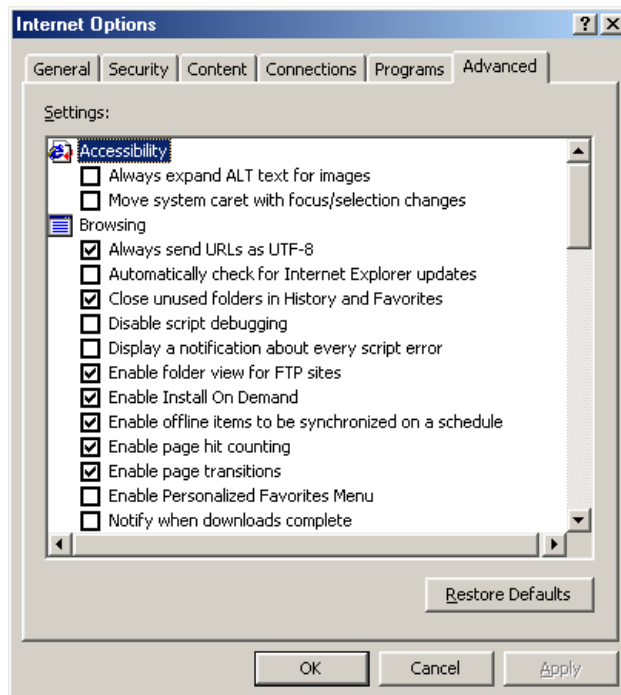 Internet Options
General Security Content Connections Programs Advanced
Settings:
Accessibility
Always expand ALT text for images
Move system caret with focus/selection changes
Browsing
Always send URLs as UTF-8
Automatically check for Internet Explorer updates
Close unused folders in History and Favorites
Disable script debugging
Display a notification about every script error
Enable folder view for FTP sites
Enable Install On Demand
Enable offline items to be synchronized on a schedule
Enable page hit counting
Enable page transitions
Enable Personalized Favorites Menu
Notify when downloads complete
Restore Defaults
OK Cancel Apply